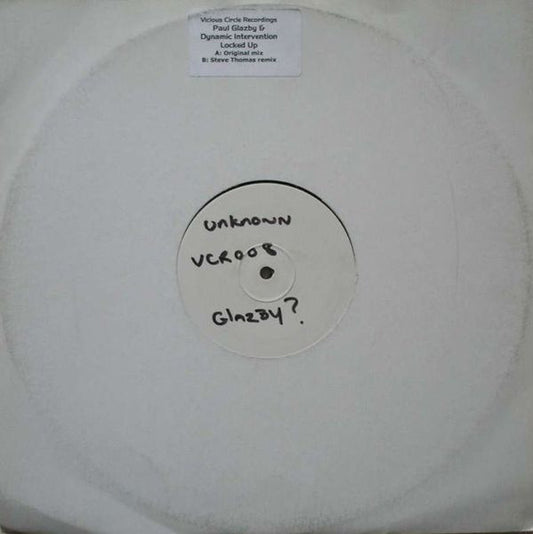 Vicious Circle Recordings
Paul Glazby &
Dynamic Intervention
Locked Up
A: Original mix
B: Steve Thomas remix
unknown
VCR008
Glazby?